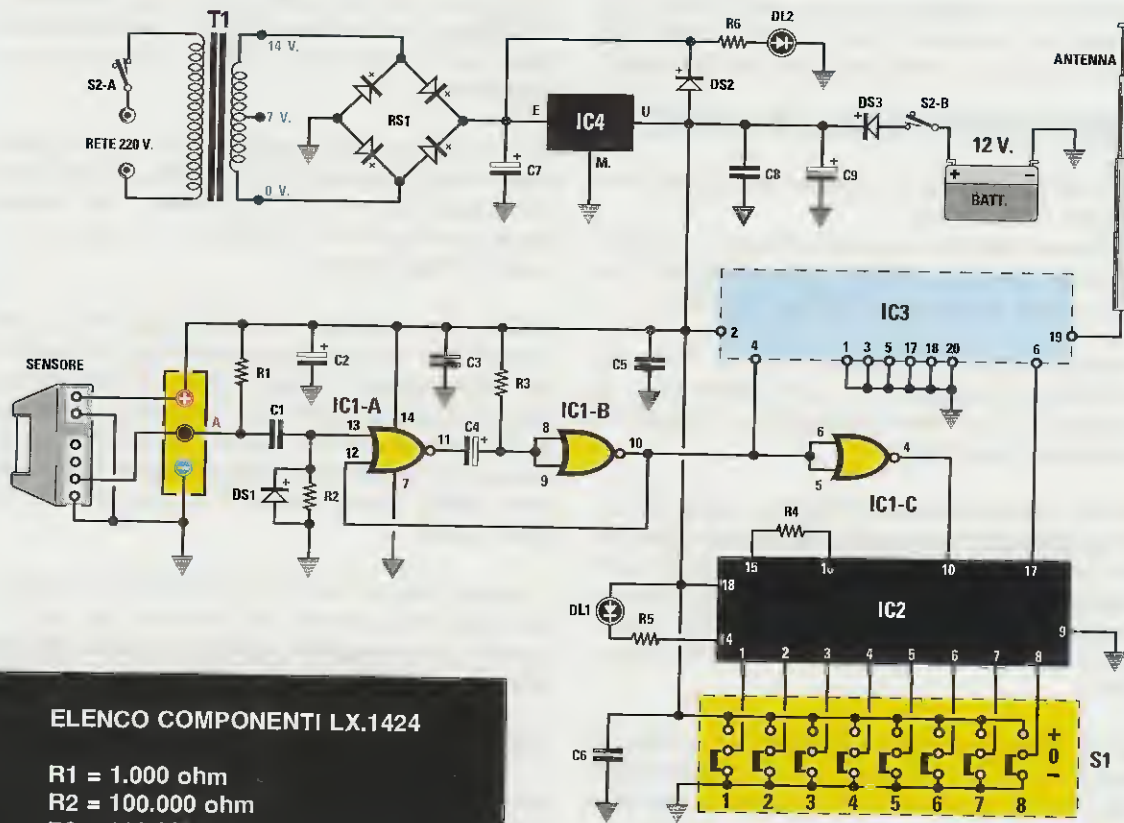 T1
14 V.
S2-A
7 V.
RETE 220 V.
0 V.
RS1
E
IC4
U
M.
C7
R6
DL2
DS2
C8
C9
DS3
S2-B
12 V.
+ −
BATT.
ANTENNA
SENSORE
+
A
−
R1
C1
DS1
R2
C2
IC1-A
13
12
14
11
7
C3
C4
R3
IC1-B
8
9
10
C5
IC3
2
4
1 3 5 17 18 20
6
19
6
5
4
IC1-C
R4
15
10
17
18
IC2
4
9
DL1
R5
1 2 3 4 5 6 7 8
C6
+
0
−
S1
1 2 3 4 5 6 7 8
ELENCO COMPONENTI LX.1424
R1 = 1.000 ohm
R2 = 100.000 ohm